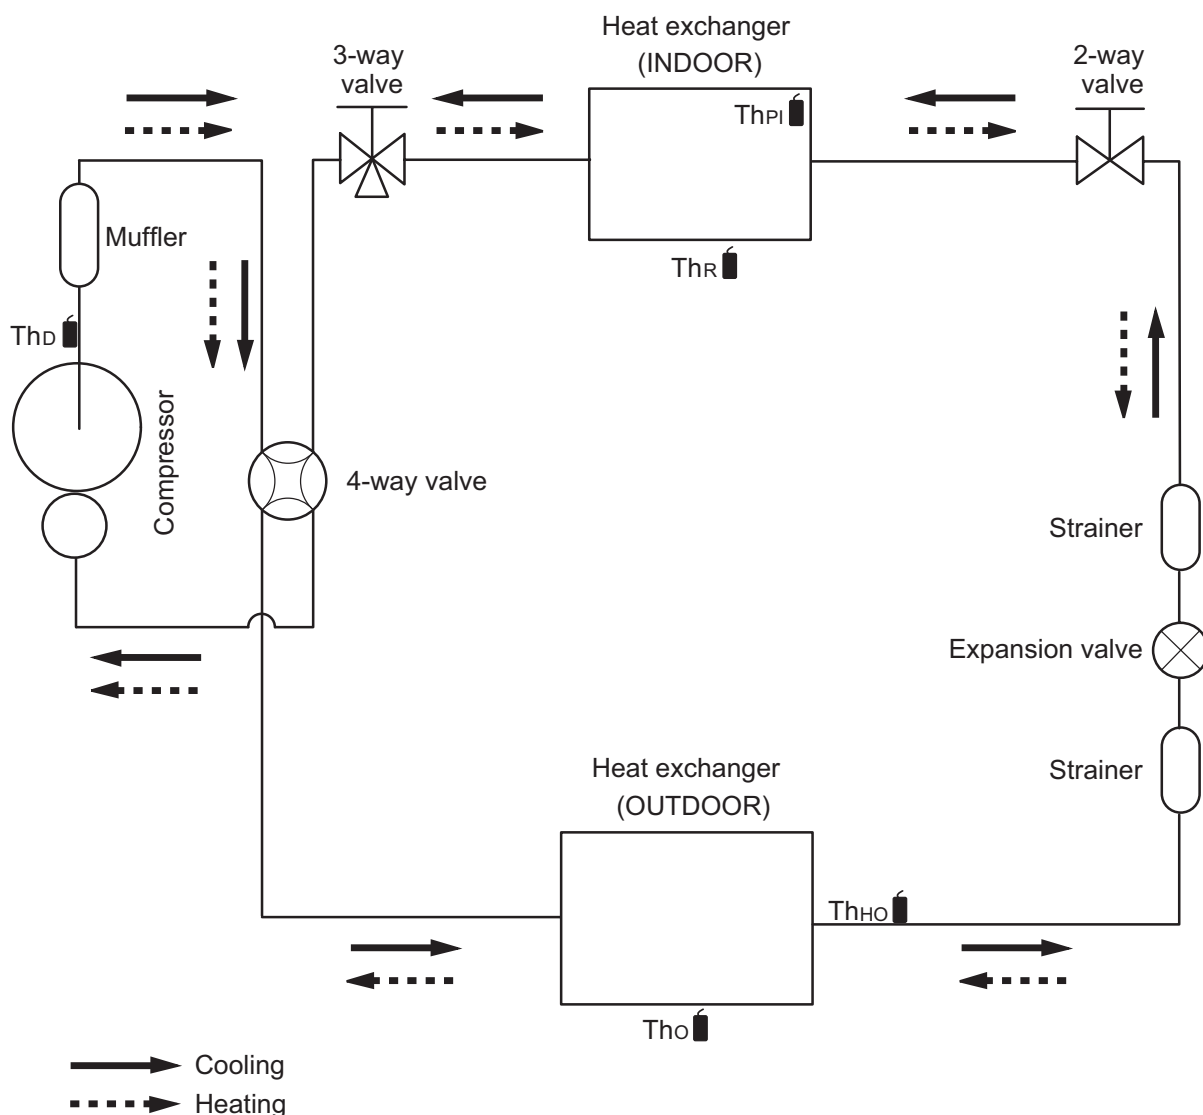 Heat exchanger
(INDOOR)
3-way
valve
2-way
valve
ThPI
Muffler
ThR
ThD
Compressor
4-way valve
Strainer
Expansion valve
Strainer
Heat exchanger
(OUTDOOR)
ThHO
ThO
Cooling
Heating